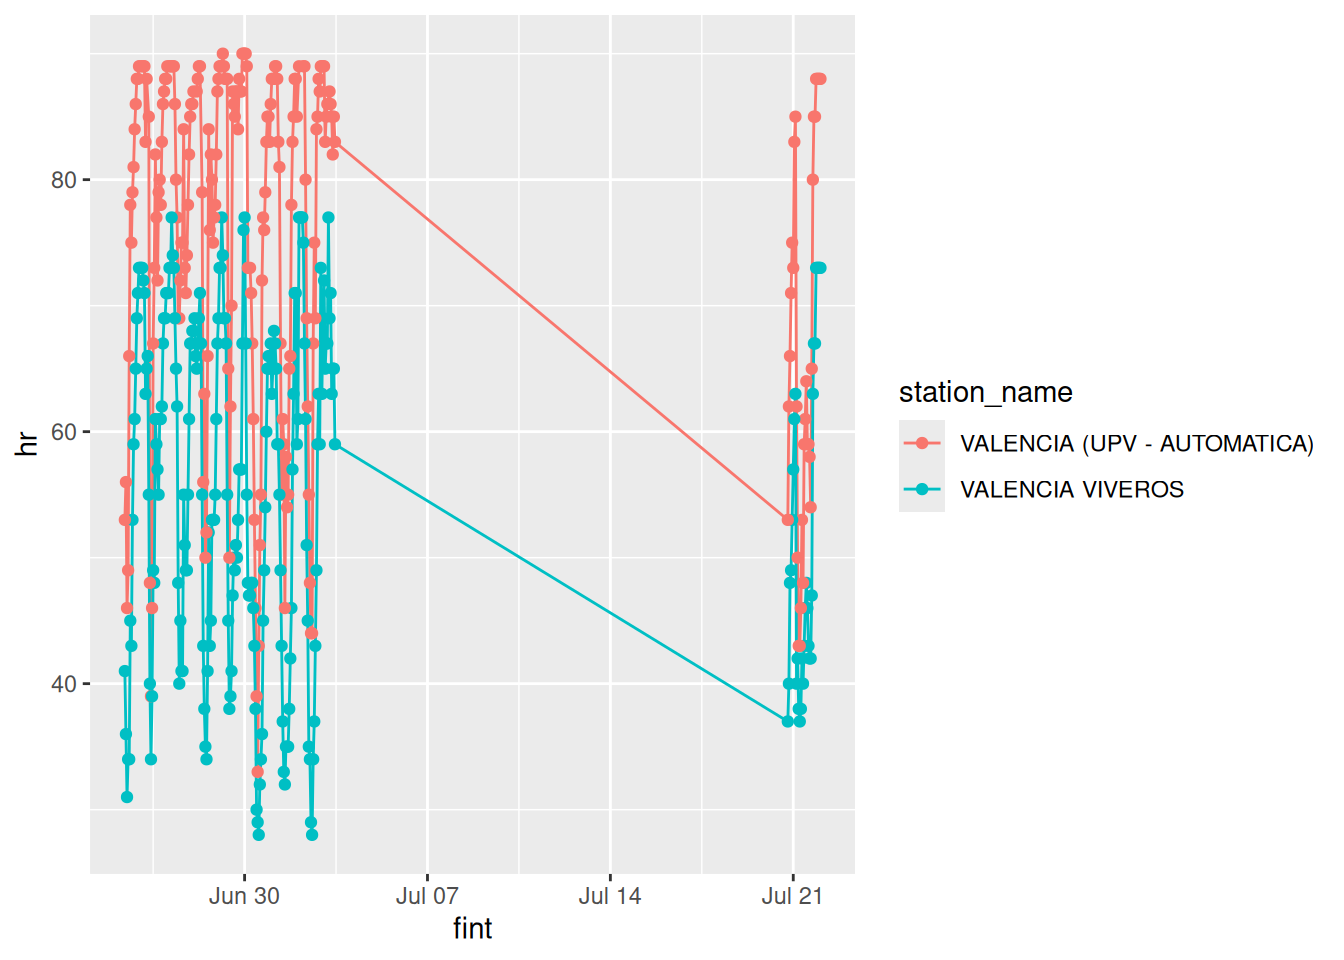 80
60
40
hr
Jun 30
Jul 07
Jul 14
Jul 21
fint
station_name
VALENCIA (UPV - AUTOMATICA)
VALENCIA VIVEROS